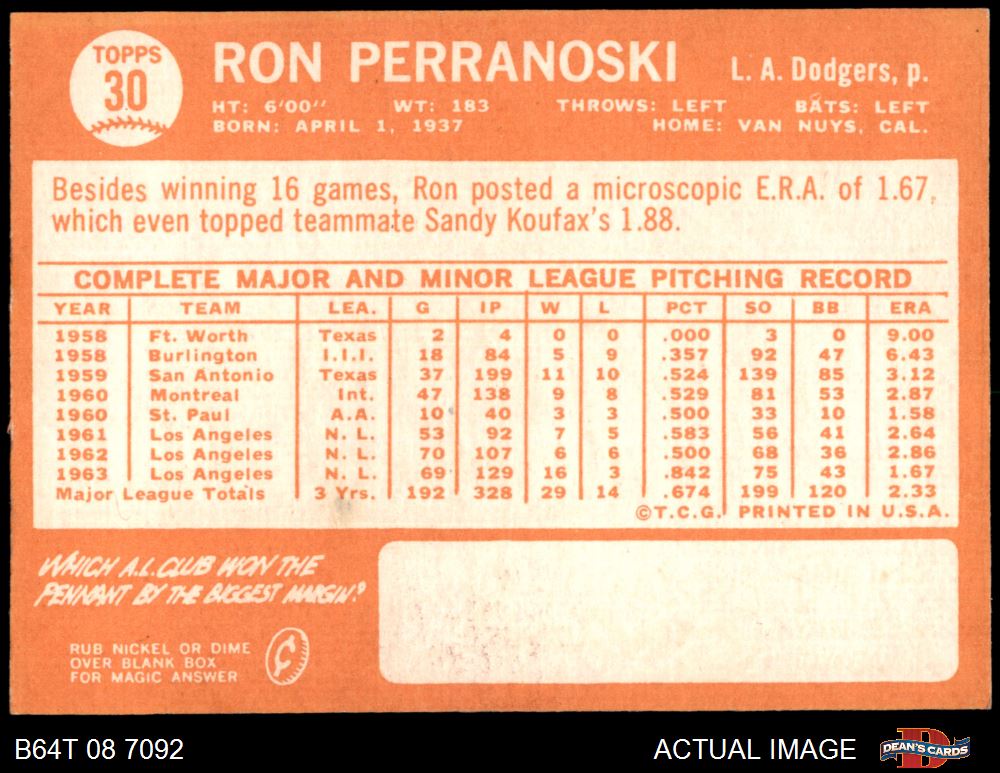 TOPPS
30
RON PERRANOSKI
L. A. Dodgers, p.
HT: 6'00" WT: 183 THROWS: LEFT BATS: LEFT
BORN: APRIL 1, 1937 HOME: VAN NUYS, CAL.
Besides winning 16 games, Ron posted a microscopic E.R.A. of 1.67,
which even topped teammate Sandy Koufax's 1.88.
COMPLETE MAJOR AND MINOR LEAGUE PITCHING RECORD
YEAR TEAM LEA. G IP W L PCT SO BB ERA
1958 Ft. Worth Texas 2 4 0 0 .000 3 0 9.00
1958 Burlington I.I.I. 18 84 5 9 .357 92 47 6.43
1959 San Antonio Texas 37 199 11 10 .524 139 85 3.12
1960 Montreal Int. 47 138 9 8 .529 81 53 2.87
1960 St. Paul A.A. 10 40 3 3 .500 33 10 1.58
1961 Los Angeles N. L. 53 92 7 5 .583 56 41 2.64
1962 Los Angeles N. L. 70 107 6 6 .500 68 36 2.86
1963 Los Angeles N. L. 69 129 16 3 .842 75 43 1.67
Major League Totals 3 Yrs. 192 328 29 14 .674 199 120 2.33
©T.C.G. PRINTED IN U.S.A.
WHICH A.L. CLUB WON THE
PENNANT BY THE BIGGEST MARGIN?
RUB NICKEL OR DIME
OVER BLANK BOX
FOR MAGIC ANSWER
¢
B64T 08 7092
ACTUAL IMAGE
DEAN'S CARDS